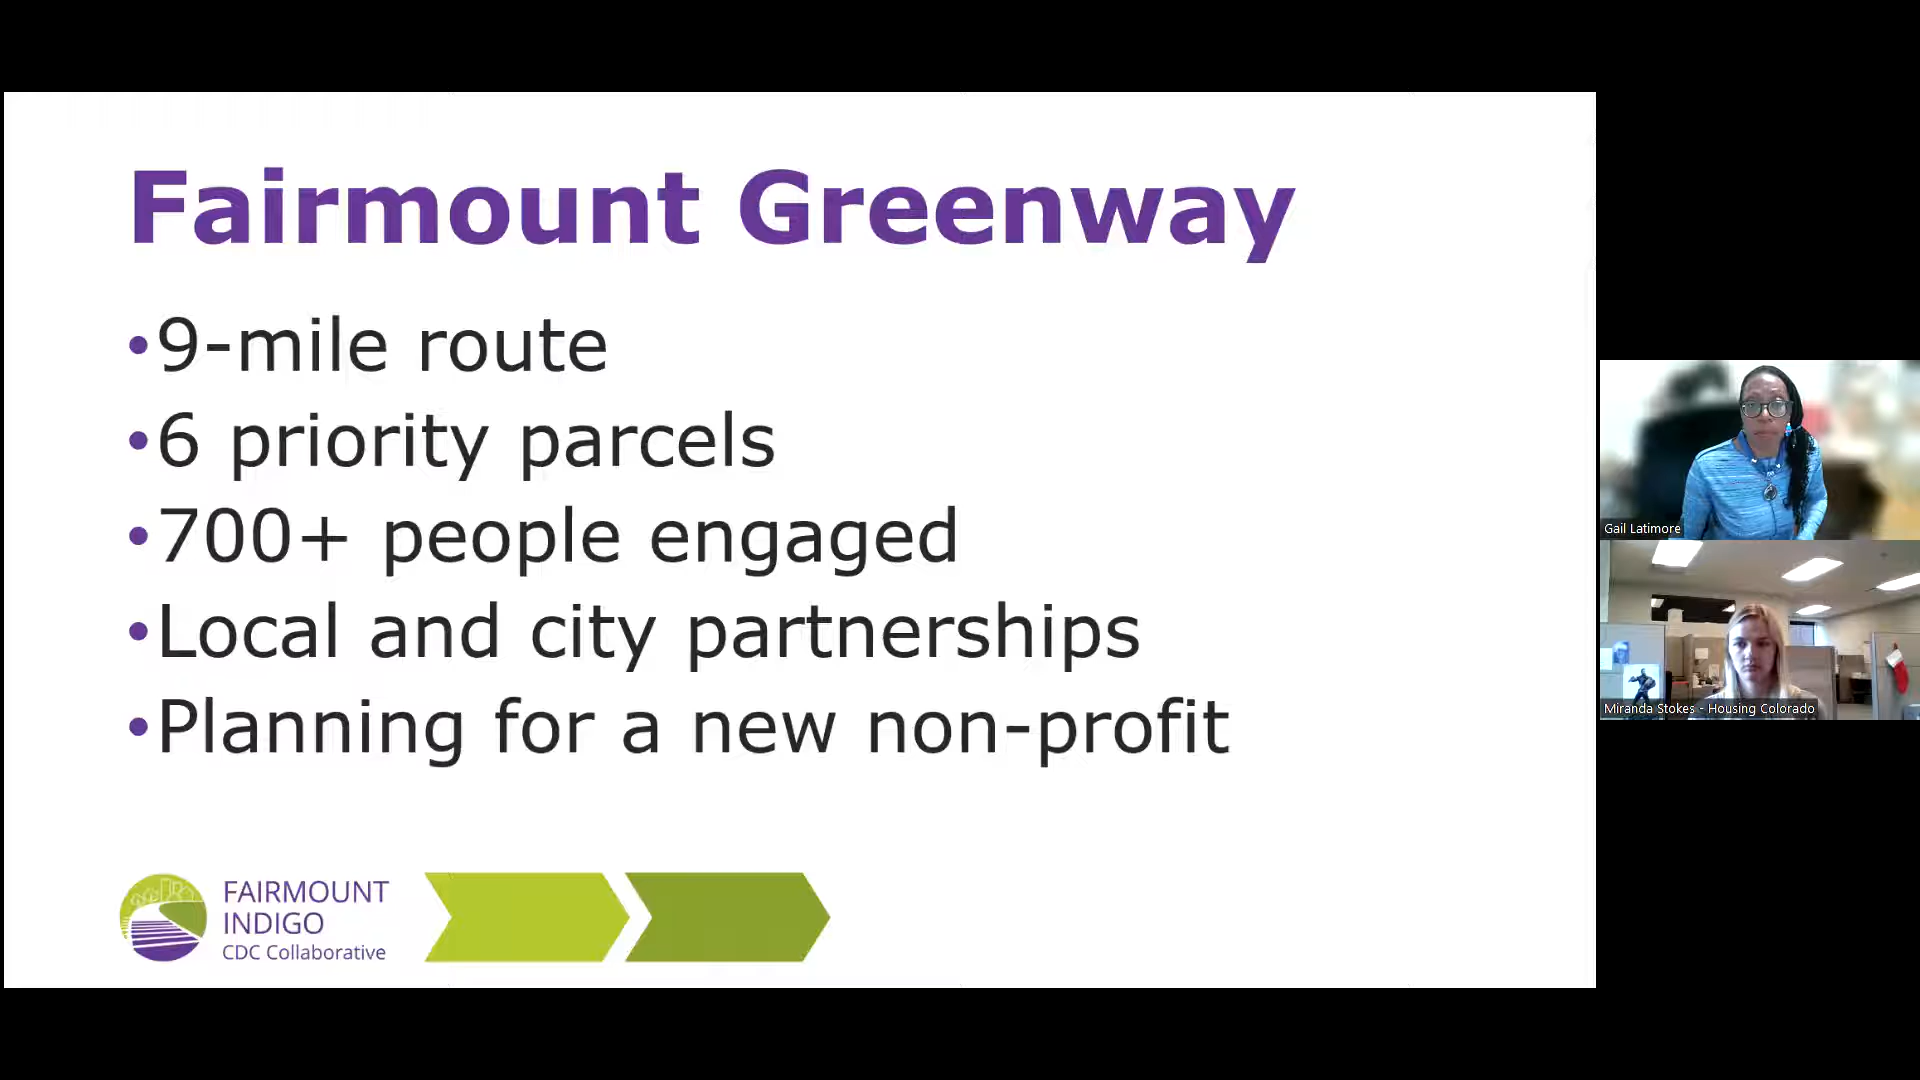 Fairmount Greenway
•9-mile route
•6 priority parcels
•700+ people engaged
•Local and city partnerships
•Planning for a new non-profit
FAIRMOUNT
INDIGO
CDC Collaborative
Gail Latimore
Miranda Stokes - Housing Colorado